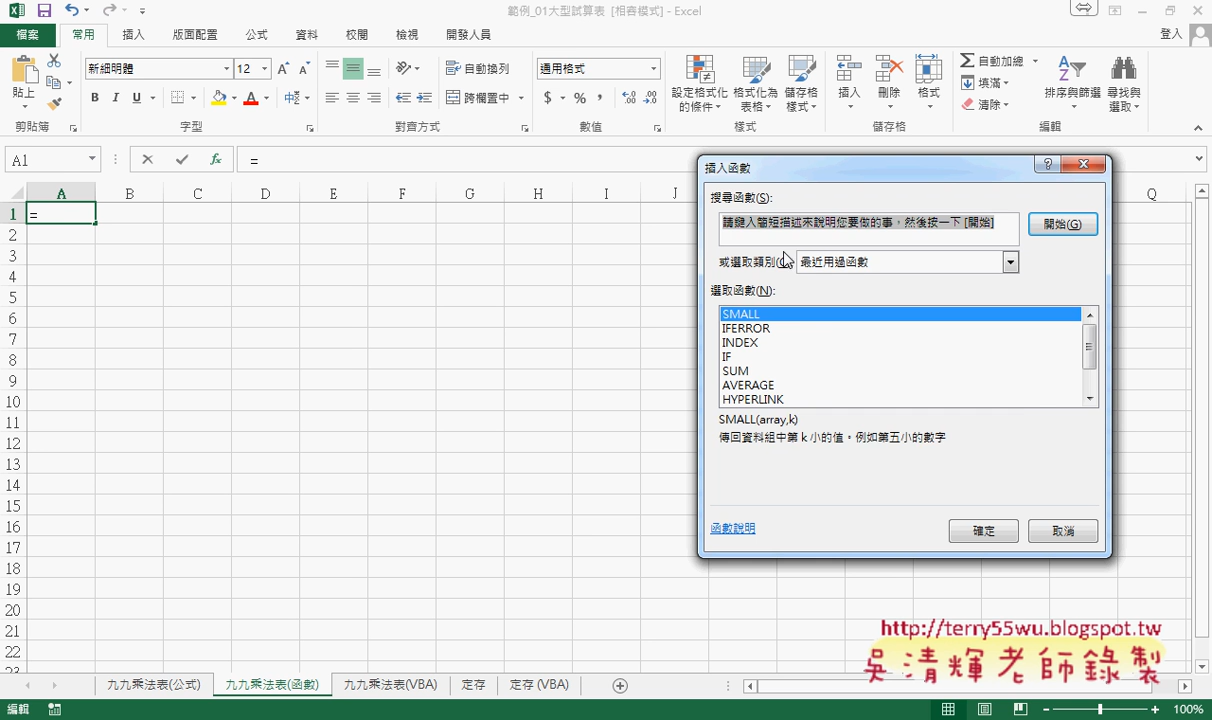 範例_01大型試算表 [相容模式] - Excel
檔案 常用 插入 版面配置 公式 資料 校閱 檢視 開發人員 登入
貼上 新細明體 12 自動換列 通用格式 設定格式化的條件 格式化為表格 儲存格樣式 插入 刪除 格式 自動加總 填滿 清除 排序與篩選 尋找與選取
B I U 跨欄置中 $ %
剪貼簿 字型 對齊方式 數值 樣式 儲存格 編輯
A1 fx =
A B C D E F G H I J Q
1 =
2
3
4
5
6
7
8
9
10
11
12
13
14
15
16
17
18
19
20
21
22
23
插入函數
搜尋函數(S):
請鍵入簡短描述來說明您要做的事，然後按一下 [開始]
開始(G)
或選取類別(C): 最近用過函數
選取函數(N):
SMALL
IFERROR
INDEX
IF
SUM
AVERAGE
HYPERLINK
SMALL(array,k)
傳回資料組中第 k 小的值。例如第五小的數字
函數說明 確定 取消
http://terry55wu.blogspot.tw
吳清輝老師錄製
九九乘法表(公式) 九九乘法表(函數) 九九乘法表(VBA) 定存 定存 (VBA)
編輯 100%